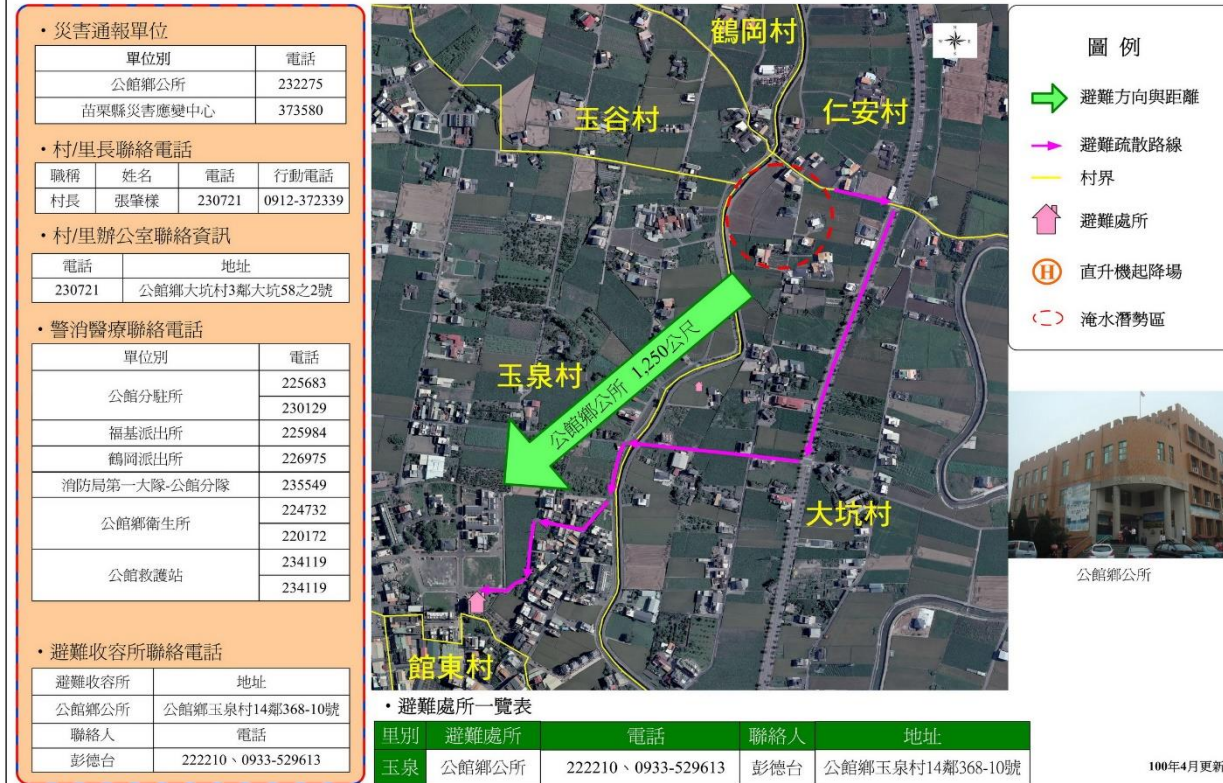 ・災害通報單位
單位別 電話
公館鄉公所 232275
苗栗縣災害應變中心 373580
・村/里長聯絡電話
職稱 姓名 電話 行動電話
村長 張肇樣 230721 0912-372339
・村/里辦公室聯絡資訊
電話 地址
230721 公館鄉大坑村3鄰大坑58之2號
・警消醫療聯絡電話
單位別 電話
公館分駐所 225683
230129
福基派出所 225984
鶴岡派出所 226975
消防局第一大隊-公館分隊 235549
公館鄉衛生所 224732
220172
公館救護站 234119
234119
・避難收容所聯絡電話
避難收容所 地址
公館鄉公所 公館鄉玉泉村14鄰368-10號
聯絡人 電話
彭德台 222210、0933-529613
鶴岡村
玉谷村
仁安村
玉泉村
公館鄉公所 1,250公尺
大坑村
館東村
圖例
避難方向與距離
避難疏散路線
村界
避難處所
H 直升機起降場
淹水潛勢區
公館鄉公所
・避難處所一覽表
里別 避難處所 電話 聯絡人 地址
玉泉 公館鄉公所 222210、0933-529613 彭德台 公館鄉玉泉村14鄰368-10號
100年4月更新